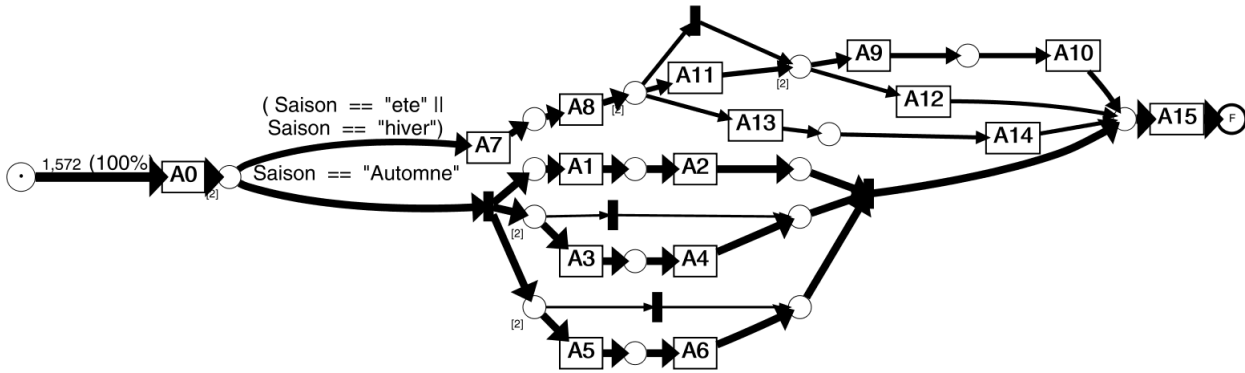 A9
A10
[2]
A11
( Saison == "ete" ||
Saison == "hiver")
A8
[2]
A12
A7
A13
A14
A15
F
1,572 (100%
A0
[2]
Saison == "Automne"
A1
A2
[2]
A3
A4
[2]
A5
A6